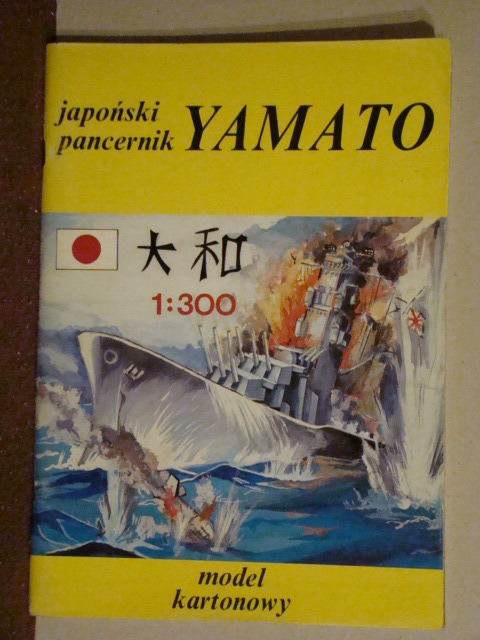 japoński
pancernik YAMATO
大和
1:300
model
kartonowy